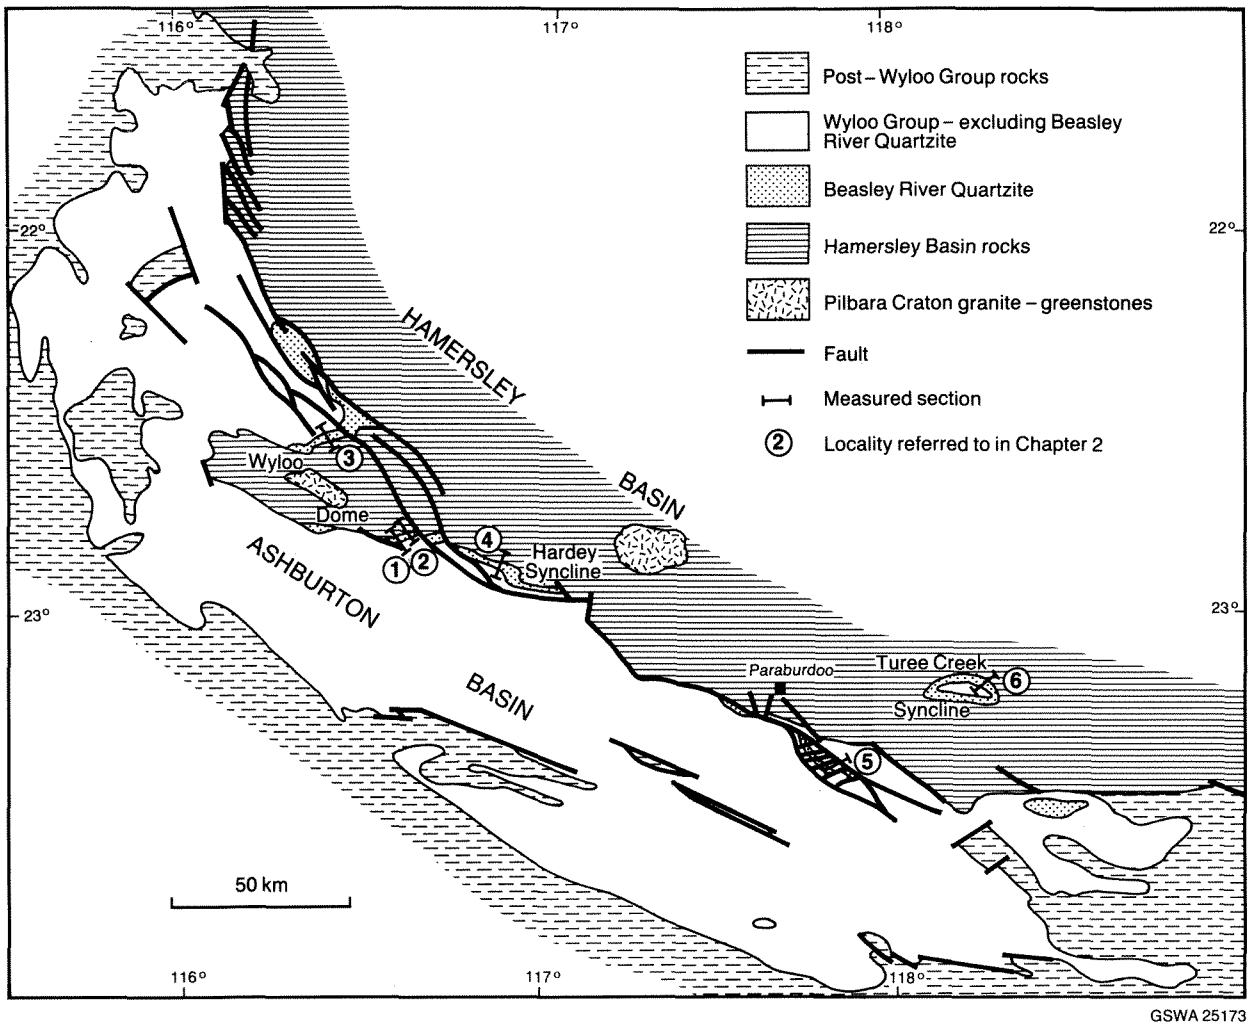 116°
117°
118°
Post – Wyloo Group rocks
Wyloo Group – excluding Beasley
River Quartzite
Beasley River Quartzite
22°
22°
Hamersley Basin rocks
Pilbara Craton granite – greenstones
HAMERSLEY
Fault
Measured section
2
Locality referred to in Chapter 2
Wyloo
3
BASIN
Dome
4
Hardey
Syncline
1
2
ASHBURTON
23°
23°
Paraburdoo
Turee Creek
6
Syncline
BASIN
5
50 km
116°
117°
118°
GSWA 25173